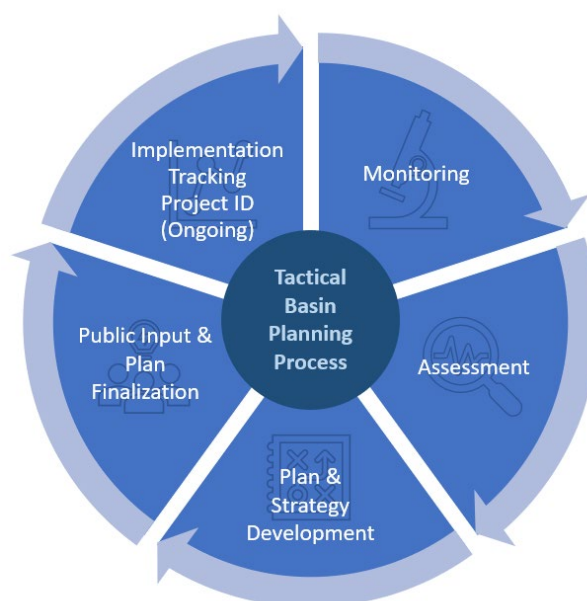 Implementation
Tracking
Project ID
(Ongoing)
Monitoring
Tactical
Basin
Planning
Process
Public Input &
Plan
Finalization
Assessment
Plan &
Strategy
Development